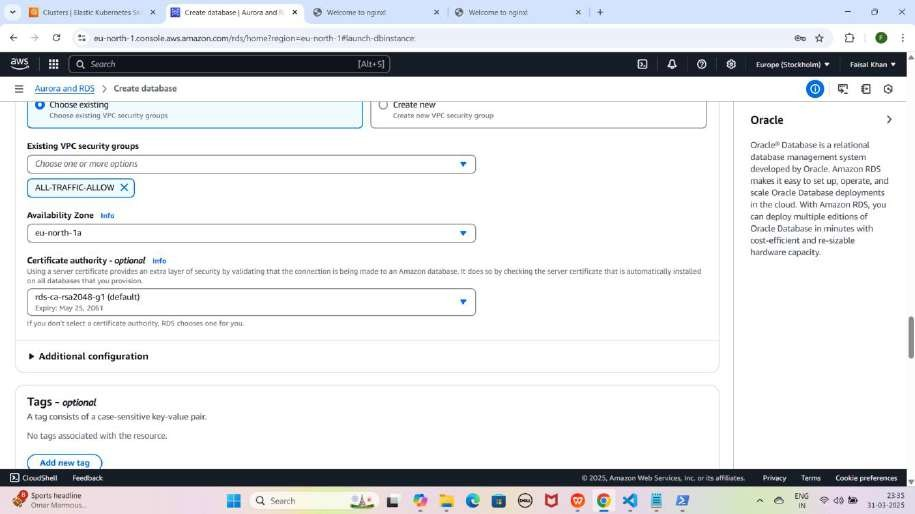 Clusters | Elastic Kubernetes Se
Create database | Aurora and R
Welcome to nginx!
Welcome to nginx!
eu-north-1.console.aws.amazon.com/rds/home?region=eu-north-1#launch-dbinstance:
F
aws
Search
[Alt+S]
Europe (Stockholm)
Faisal Khan
Aurora and RDS
Create database
Choose existing
Choose existing VPC security groups
Create new
Create new VPC security group
Existing VPC security groups
Choose one or more options
ALL-TRAFFIC-ALLOW
Availability Zone Info
eu-north-1a
Certificate authority - optional Info
Using a server certificate provides an extra layer of security by validating that the connection is being made to an Amazon database. It does so by checking the server certificate that is automatically installed
on all databases that you provision.
rds-ca-rsa2048-g1 (default)
Expiry: May 25, 2061
If you don't select a certificate authority, RDS chooses one for you.
Additional configuration
Tags - optional
A tag consists of a case-sensitive key-value pair.
No tags associated with the resource.
Add new tag
Oracle
Oracle® Database is a relational
database management system
developed by Oracle. Amazon RDS
makes it easy to set up, operate, and
scale Oracle Database deployments
in the cloud. With Amazon RDS, you
can deploy multiple editions of
Oracle Database in minutes with
cost-efficient and re-sizable
hardware capacity.
CloudShell
Feedback
© 2025, Amazon Web Services, Inc. or its affiliates.
Privacy
Terms
Cookie preferences
Sports headline
Omar Marmous...
Search
DELL
ENG
IN
23:35
31-03-2025